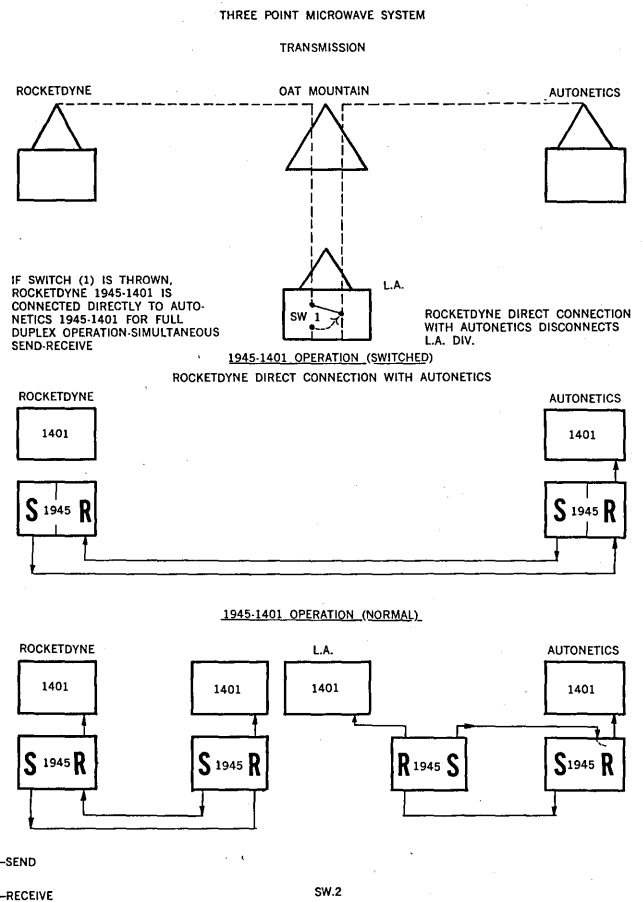 THREE POINT MICROWAVE SYSTEM
TRANSMISSION
ROCKETDYNE
OAT MOUNTAIN
AUTONETICS
L.A.
SW 1
IF SWITCH (1) IS THROWN,
ROCKETDYNE 1945-1401 IS
CONNECTED DIRECTLY TO AUTO-
NETICS 1945-1401 FOR FULL
DUPLEX OPERATION-SIMULTANEOUS
SEND-RECEIVE
ROCKETDYNE DIRECT CONNECTION
WITH AUTONETICS DISCONNECTS
L.A. DIV.
1945-1401 OPERATION (SWITCHED)
ROCKETDYNE DIRECT CONNECTION WITH AUTONETICS
ROCKETDYNE
AUTONETICS
1401
1401
S 1945 R
S 1945 R
1945-1401 OPERATION (NORMAL)
ROCKETDYNE
L.A.
AUTONETICS
1401
1401
1401
1401
S 1945 R
S 1945 R
R 1945 S
S 1945 R
-SEND
-RECEIVE
SW.2